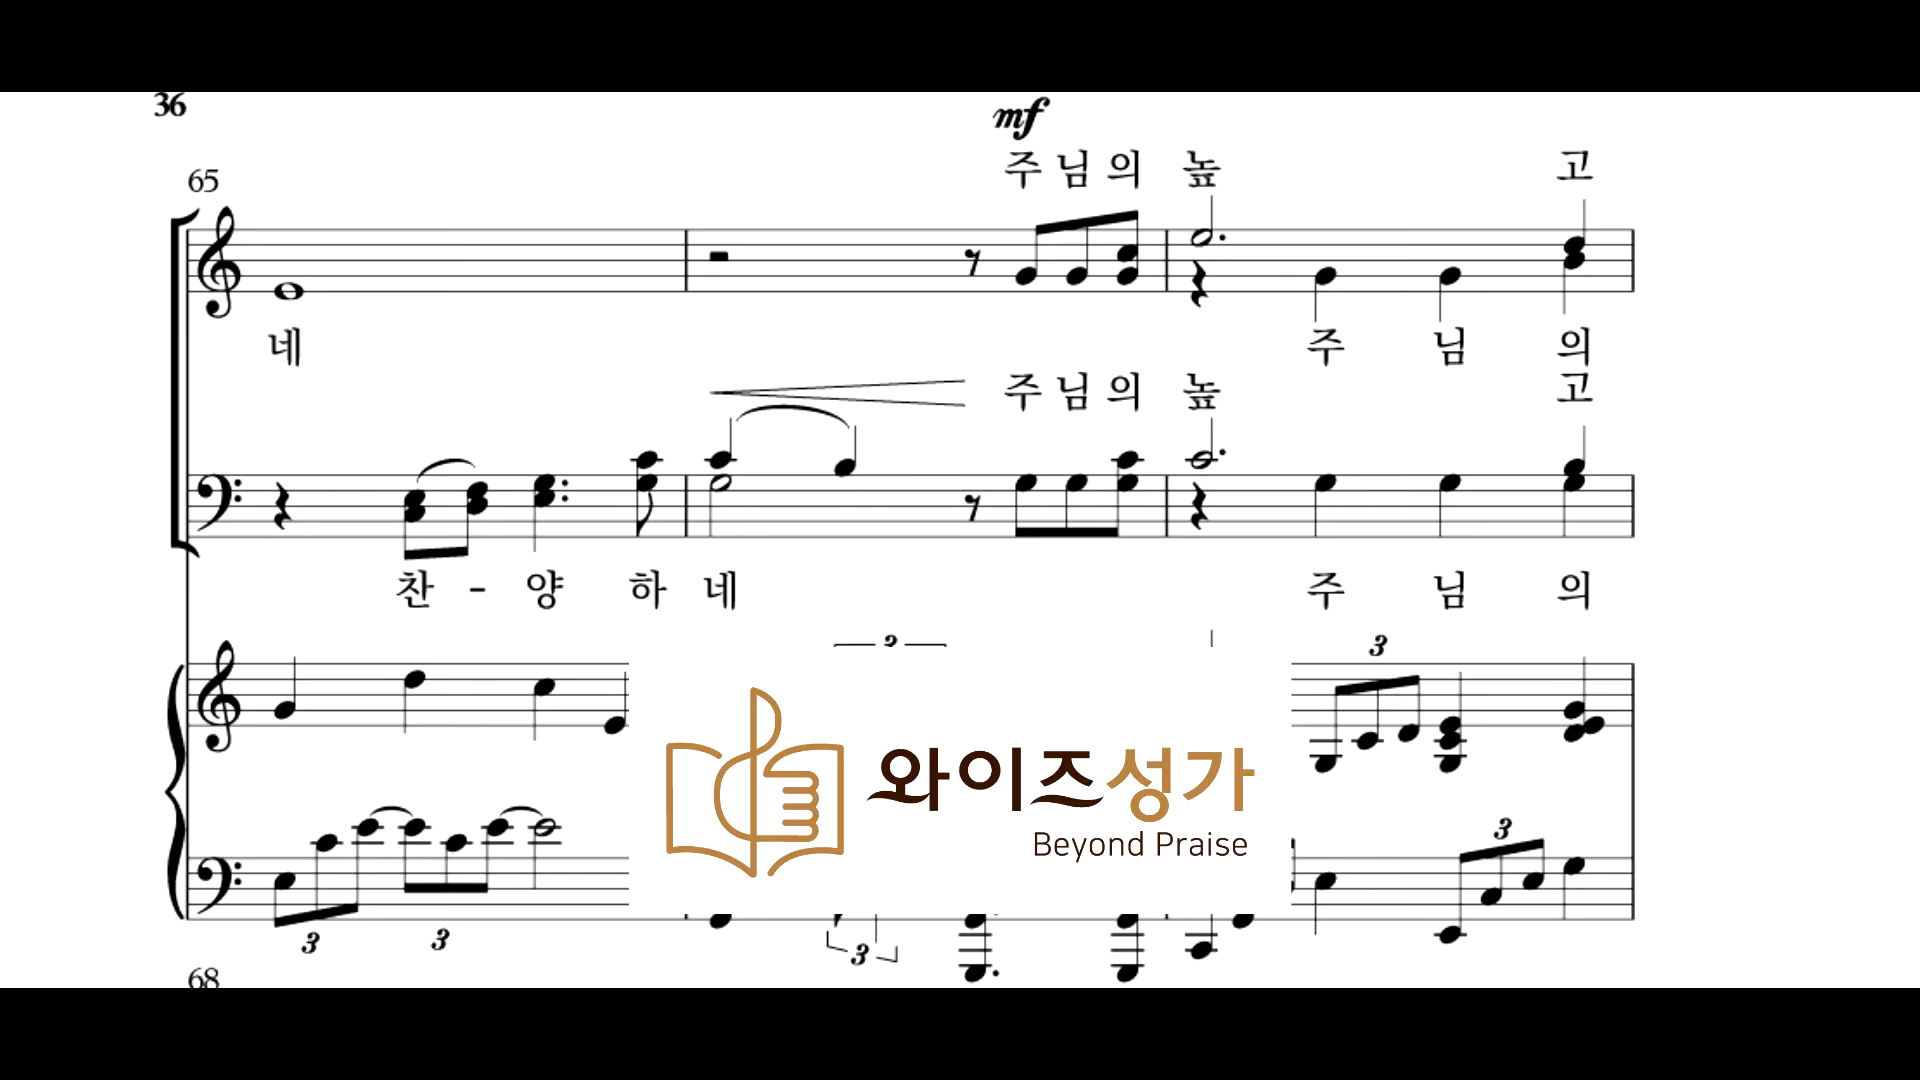 36
mf
주 님 의 높 고
65
네 주 님 의
주 님 의 높 고
찬 - 양 하 네 주 님 의
3 3
와이즈성가
Beyond Praise
3
3 3
3
68